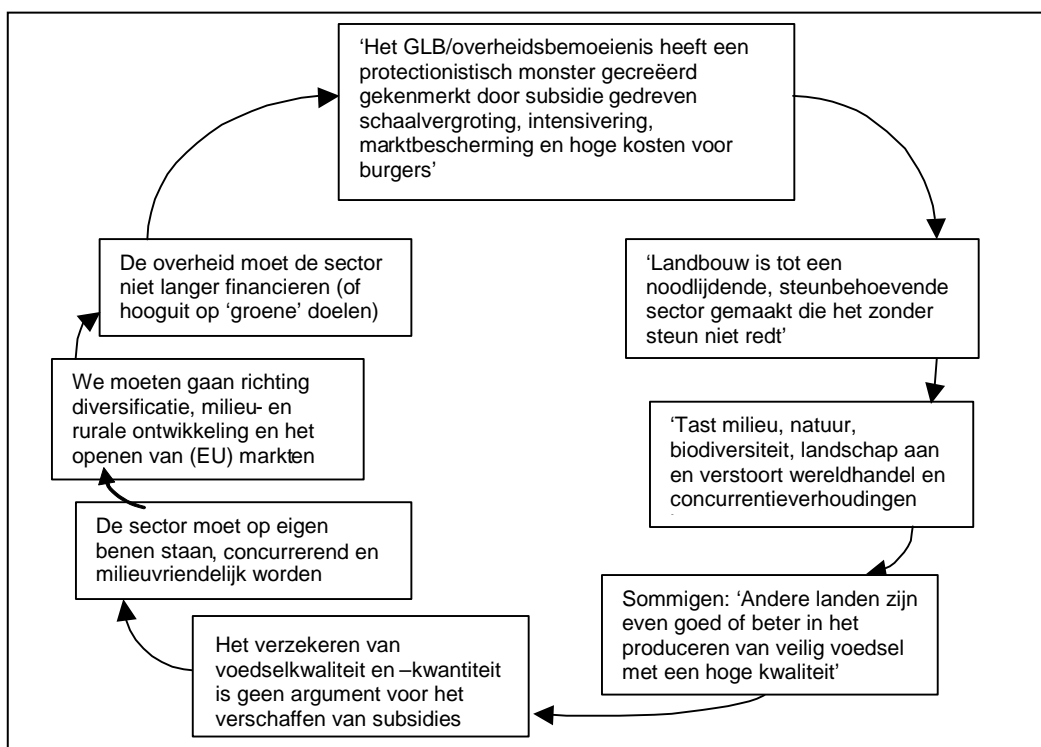 ‘Het GLB/overheidsbemoeienis heeft een
protectionistisch monster gecreëerd
gekenmerkt door subsidie gedreven
schaalvergroting, intensivering,
marktbescherming en hoge kosten voor
burgers’
‘Landbouw is tot een
noodlijdende, steunbehoevende
sector gemaakt die het zonder
steun niet redt’
‘Tast milieu, natuur,
biodiversiteit, landschap aan
en verstoort wereldhandel en
concurrentieverhoudingen
Sommigen: ‘Andere landen zijn
even goed of beter in het
produceren van veilig voedsel
met een hoge kwaliteit’
Het verzekeren van
voedselkwaliteit en –kwantiteit
is geen argument voor het
verschaffen van subsidies
De sector moet op eigen
benen staan, concurrerend en
milieuvriendelijk worden
We moeten gaan richting
diversificatie, milieu- en
rurale ontwikkeling en het
openen van (EU) markten
De overheid moet de sector
niet langer financieren (of
hooguit op ‘groene’ doelen)